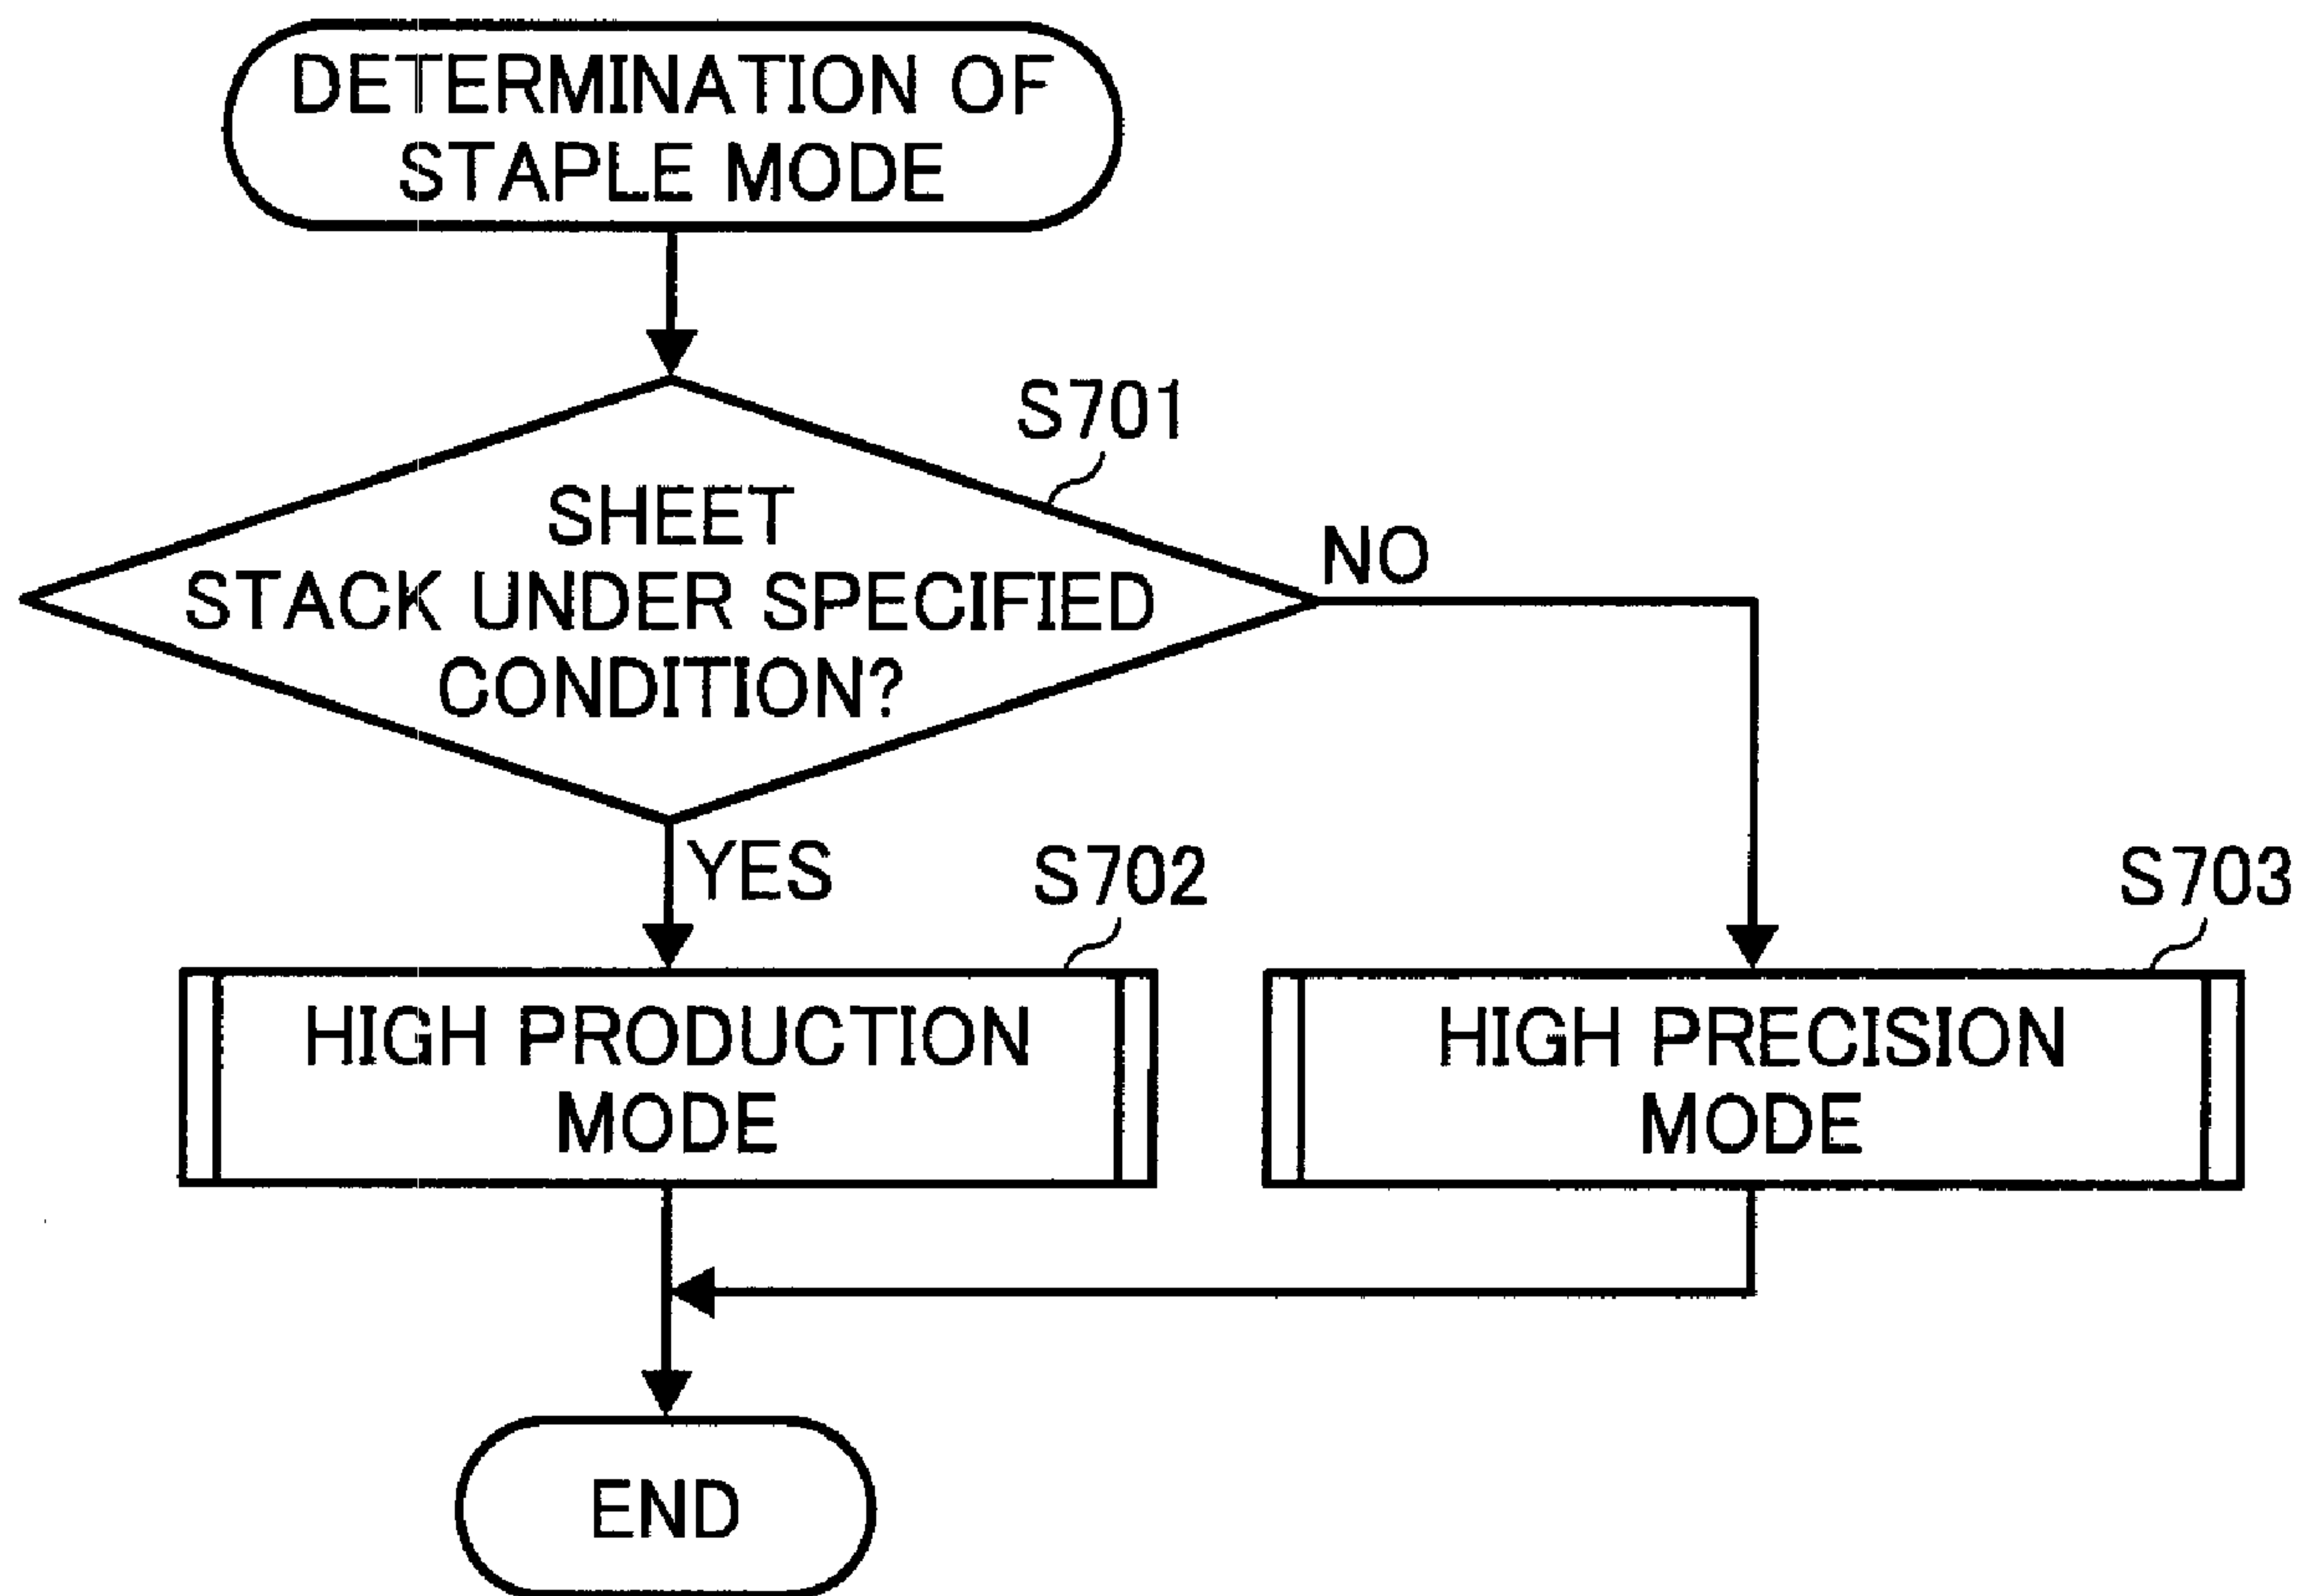 DETERMINATION OF
STAPLE MODE
S701
SHEET
STACK UNDER SPECIFIED
CONDITION?
NO
YES
S702
S703
HIGH PRODUCTION
MODE
HIGH PRECISION
MODE
END